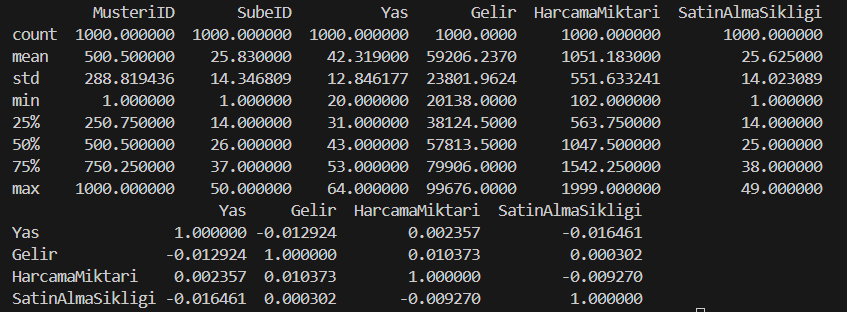 MusteriID SubeID Yas Gelir HarcamaMiktari SatinAlmaSikligi
count 1000.000000 1000.000000 1000.000000 1000.0000 1000.000000 1000.000000
mean 500.500000 25.830000 42.319000 59206.2370 1051.183000 25.625000
std 288.819436 14.346809 12.846177 23801.9624 551.633241 14.023089
min 1.000000 1.000000 20.000000 20138.0000 102.000000 1.000000
25% 250.750000 14.000000 31.000000 38124.5000 563.750000 14.000000
50% 500.500000 26.000000 43.000000 57813.5000 1047.500000 25.000000
75% 750.250000 37.000000 53.000000 79906.0000 1542.250000 38.000000
max 1000.000000 50.000000 64.000000 99676.0000 1999.000000 49.000000
Yas Gelir HarcamaMiktari SatinAlmaSikligi
Yas 1.000000 -0.012924 0.002357 -0.016461
Gelir -0.012924 1.000000 0.010373 0.000302
HarcamaMiktari 0.002357 0.010373 1.000000 -0.009270
SatinAlmaSikligi -0.016461 0.000302 -0.009270 1.000000